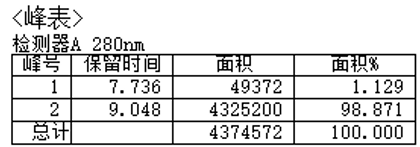 <峰表>
检测器A 280nm
峰号 保留时间 面积 面积%
1 7.736 49372 1.129
2 9.048 4325200 98.871
总计 4374572 100.000